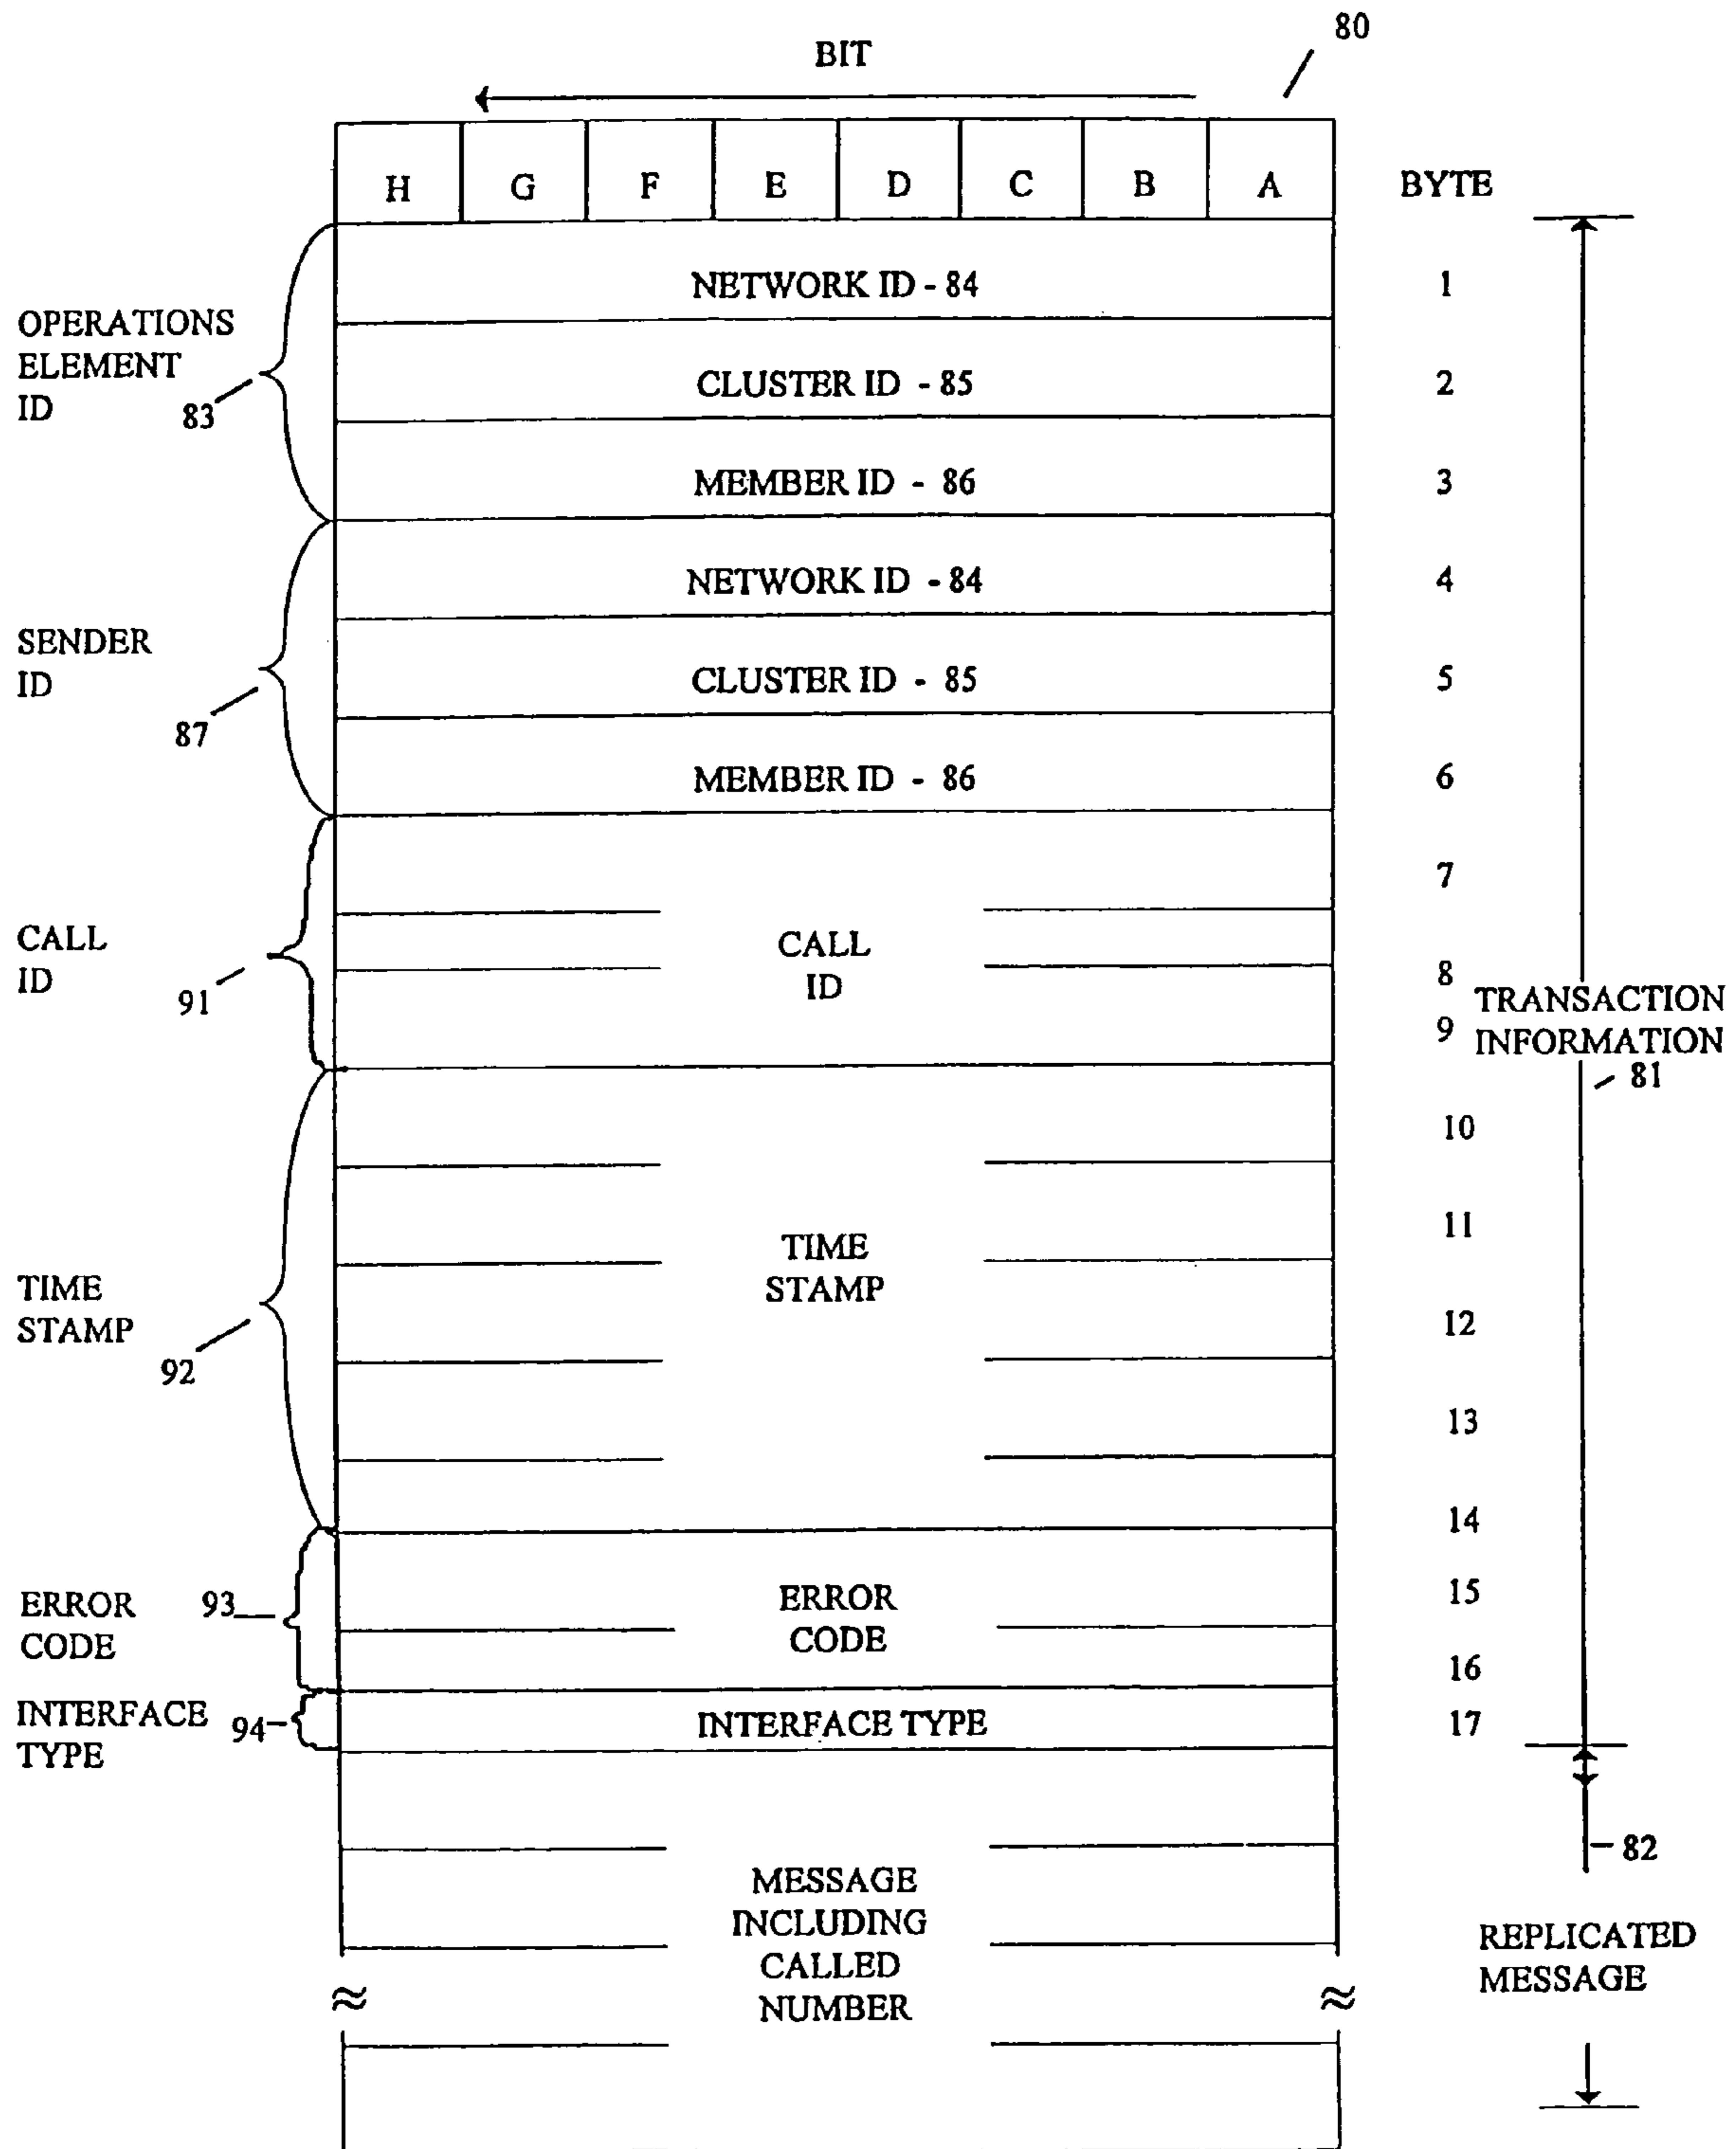 80
BIT
H G F E D C B A BYTE
NETWORK ID - 84 1
OPERATIONS
ELEMENT
ID
83
CLUSTER ID - 85 2
MEMBER ID - 86 3
NETWORK ID - 84 4
SENDER
ID
87
CLUSTER ID - 85 5
MEMBER ID - 86 6
7
CALL
ID
91
CALL
ID
8
9
TRANSACTION
INFORMATION
81
10
11
TIME
STAMP
92
TIME
STAMP
12
13
14
ERROR
CODE
93
ERROR
CODE
15
16
INTERFACE
TYPE
94
INTERFACE TYPE 17
82
MESSAGE
INCLUDING
CALLED
NUMBER
REPLICATED
MESSAGE